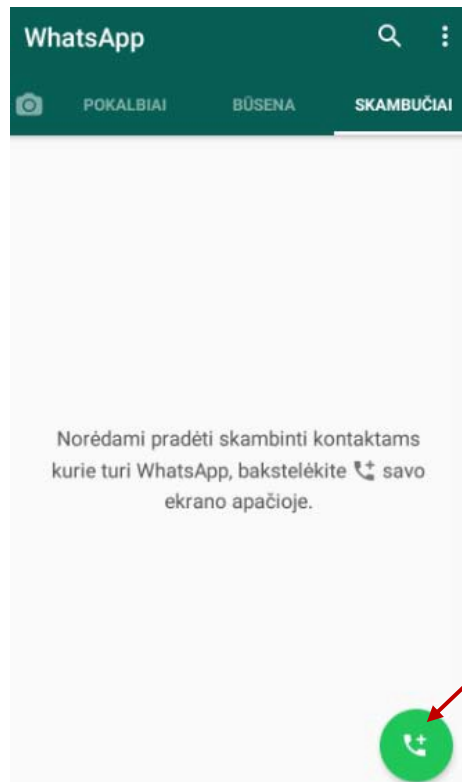 WhatsApp
POKALBIAI BŪSENA SKAMBUČIAI
Norėdami pradėti skambinti kontaktams
kurie turi WhatsApp, bakstelėkite savo
ekrano apačioje.